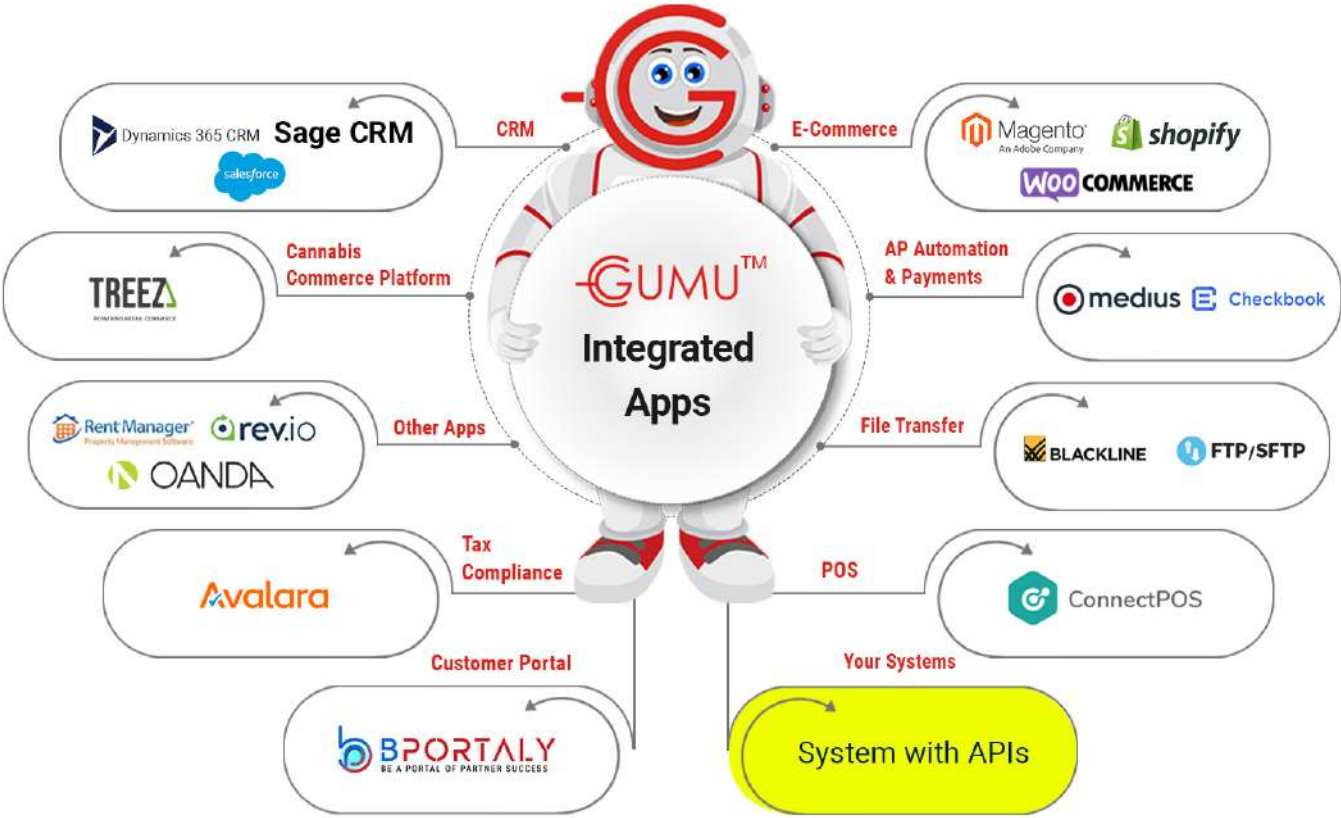 CRM
Dynamics 365 CRM
Sage CRM
salesforce
E-Commerce
Magento®
An Adobe Company
shopify
WOO COMMERCE
Cannabis
Commerce Platform
TREEZ
POWERING RETAIL COMMERCE
GUMU™
Integrated
Apps
AP Automation
& Payments
medius
Checkbook
Other Apps
Rent Manager®
Property Management Software
rev.io
OANDA
File Transfer
BLACKLINE
FTP/SFTP
Tax
Compliance
Avalara
POS
ConnectPOS
Customer Portal
BPORTALY
BE A PORTAL OF PARTNER SUCCESS
Your Systems
System with APIs